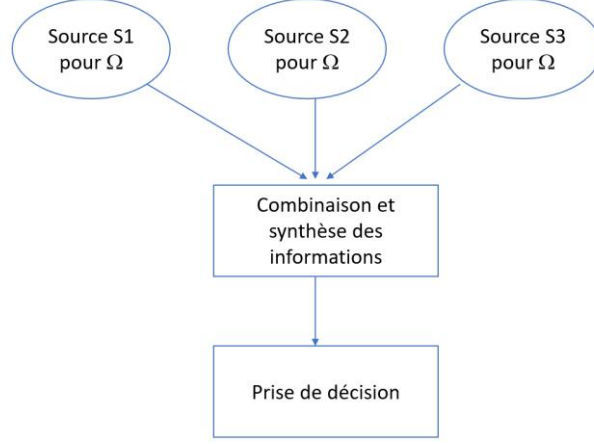 Source S1
pour Ω
Source S2
pour Ω
Source S3
pour Ω
Combinaison et
synthèse des
informations
Prise de décision